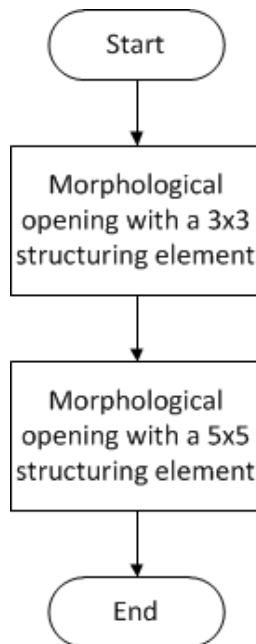 Start
Morphological
opening with a 3x3
structuring element
Morphological
opening with a 5x5
structuring element
End